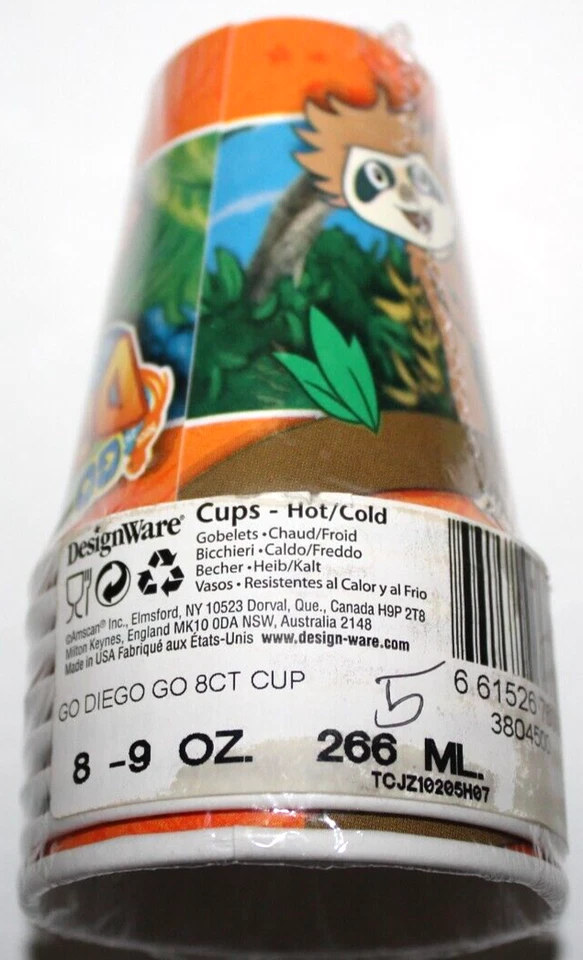 DesignWare®
Cups - Hot/Cold
Gobelets • Chaud/Froid
Bicchieri • Caldo/Freddo
Becher • Heib/Kalt
Vasos • Resistentes al Calor y al Frio
©Amscan® Inc., Elmsford, NY 10523 Dorval, Que., Canada H9P 2T8
Milton Keynes, England MK10 0DA NSW, Australia 2148
Made in USA Fabriqué aux États-Unis www.design-ware.com
GO DIEGO GO 8CT CUP
5
6 61526
3804500
8 -9 OZ. 266 ML.
TCJZ10205H07